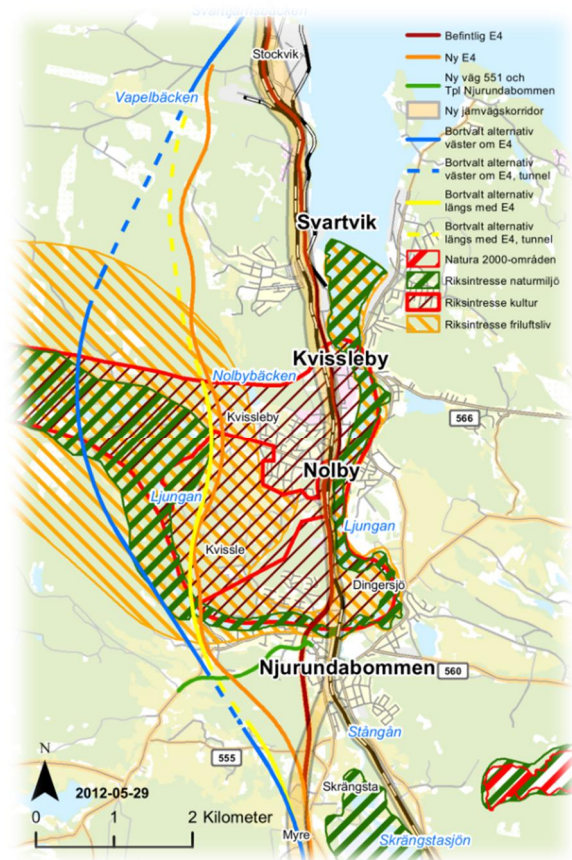 Svartjärnsbäcken
Stockvik
Vapelbäcken
Befintlig E4
Ny E4
Ny väg 551 och
Tpl Njurundabommen
Ny järnvägskorridor
Bortvalt alternativ
väster om E4
Bortvalt alternativ
väster om E4, tunnel
Bortvalt alternativ
längs med E4
Bortvalt alternativ
längs med E4, tunnel
Natura 2000-områden
Riksintresse naturmiljö
Riksintresse kultur
Riksintresse friluftsliv
Svartvik
Kvissleby
Nolbybäcken
566
Kvissleby
Nolby
Ljungan
Ljungan
Kvissle
Dingersjö
Njurundabommen
560
Stångån
555
N
2012-05-29
Skrängsta
0 1 2 Kilometer
Myre
Skrängstasjön